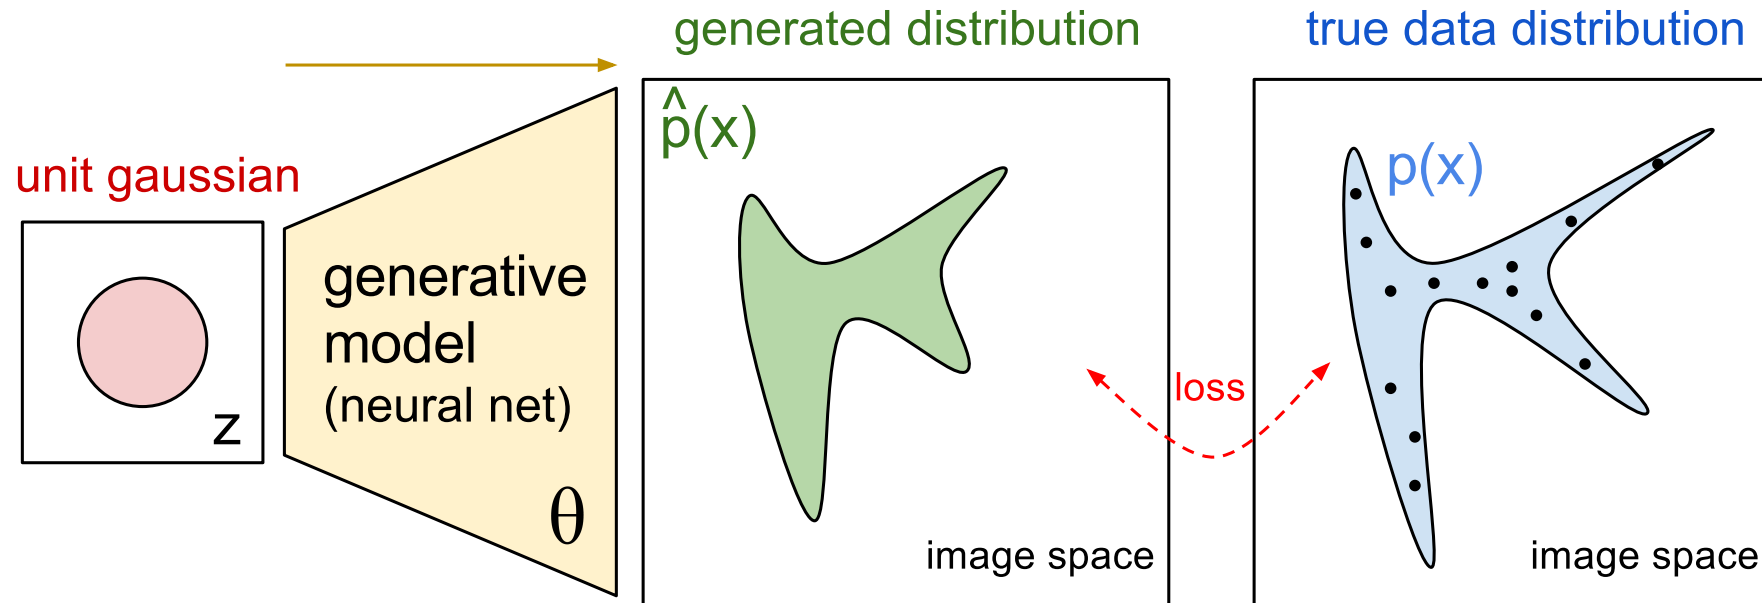 unit gaussian
z
generative
model
(neural net)
θ
generated distribution
p̂(x)
image space
loss
true data distribution
p(x)
image space